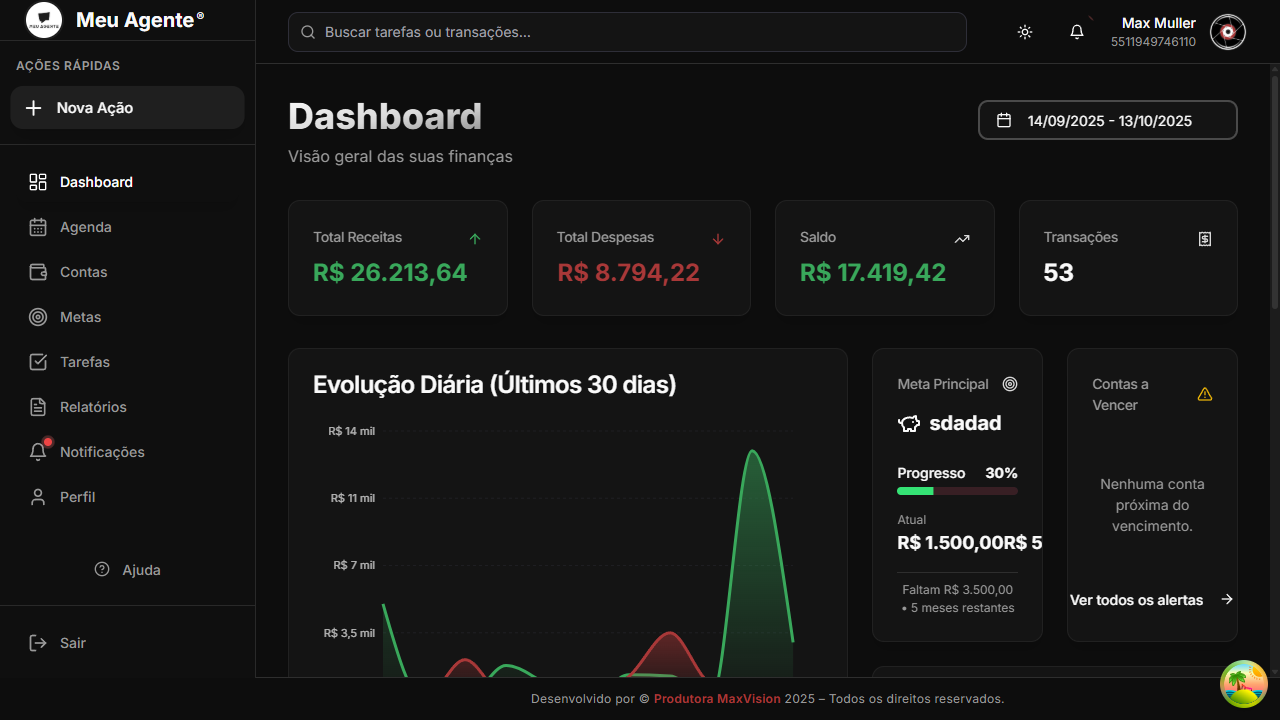 Meu Agente®
AÇÕES RÁPIDAS
Nova Ação
Dashboard
Agenda
Contas
Metas
Tarefas
Relatórios
Notificações
Perfil
Ajuda
Sair
Buscar tarefas ou transações...
Max Muller
5511949746110
Dashboard
Visão geral das suas finanças
14/09/2025 - 13/10/2025
Total Receitas
R$ 26.213,64
Total Despesas
R$ 8.794,22
Saldo
R$ 17.419,42
Transações
53
Evolução Diária (Últimos 30 dias)
R$ 14 mil
R$ 11 mil
R$ 7 mil
R$ 3,5 mil
Meta Principal
sdadad
Progresso 30%
Atual
R$ 1.500,00R$ 5
Faltam R$ 3.500,00
• 5 meses restantes
Contas a
Vencer
Nenhuma conta
próxima do
vencimento.
Ver todos os alertas
Desenvolvido por © Produtora MaxVision 2025 – Todos os direitos reservados.